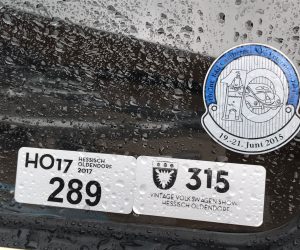 19.-21. Juni 2015
HO17 HESSISCH
OLDENDORF
2017
289
315
VINTAGE VOLKSWAGEN SHOW
HESSISCH OLDENDORF